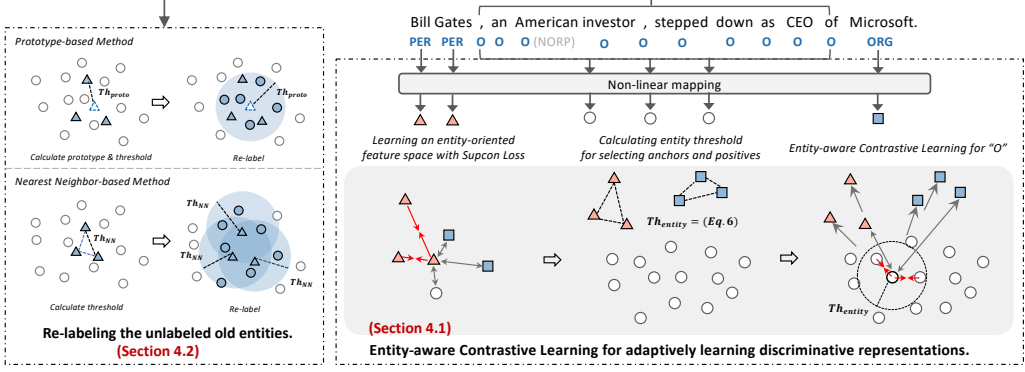 Prototype-based Method
Th_proto
Th_proto
Calculate prototype & threshold
Re-label
Nearest Neighbor-based Method
Th_NN
Th_NN
Th_NN
Th_NN
Calculate threshold
Re-label
Re-labeling the unlabeled old entities.
(Section 4.2)
Bill Gates , an American investor , stepped down as CEO of Microsoft.
PER PER O O O (NORP) O O O O O O O ORG
Non-linear mapping
Learning an entity-oriented
feature space with Supcon Loss
Calculating entity threshold
for selecting anchors and positives
Entity-aware Contrastive Learning for “O”
Th_entity = (Eq.6)
Th_entity
(Section 4.1)
Entity-aware Contrastive Learning for adaptively learning discriminative representations.